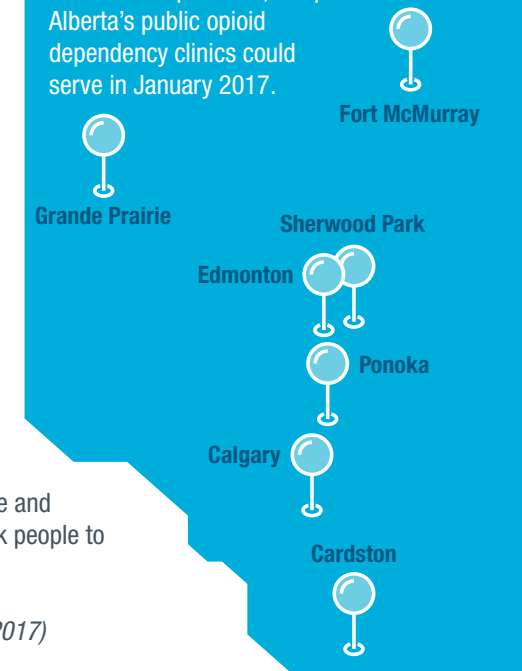 Alberta's public opioid
dependency clinics could
serve in January 2017.
Fort McMurray
Grande Prairie
Sherwood Park
Edmonton
Ponoka
Calgary
e and
k people to
Cardston
2017)